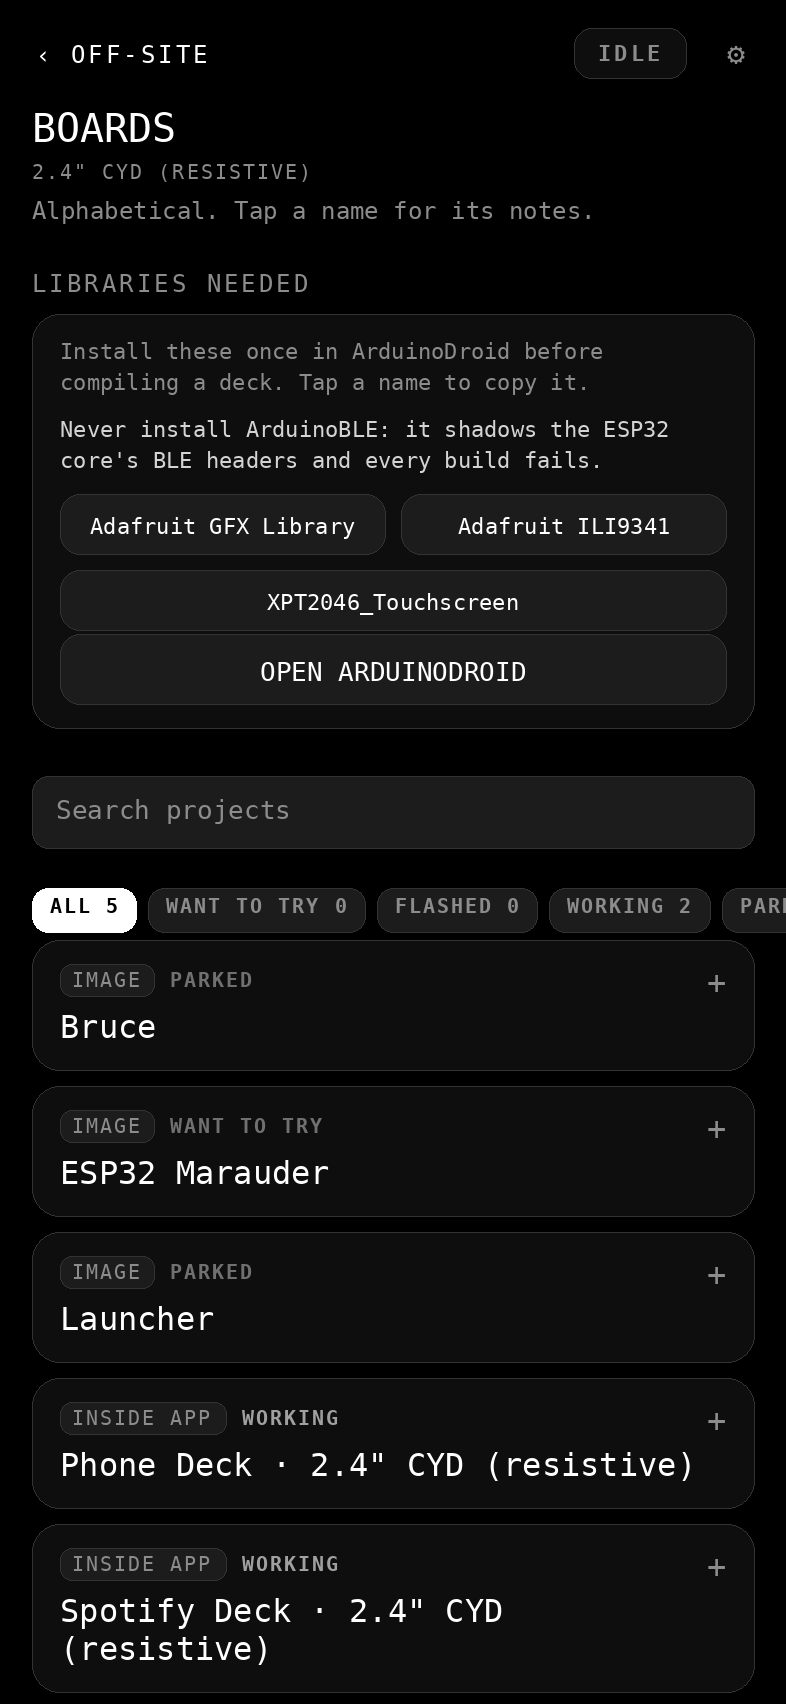 ‹ OFF-SITE
IDLE ⚙
BOARDS
2.4" CYD (RESISTIVE)
Alphabetical. Tap a name for its notes.
LIBRARIES NEEDED
Install these once in ArduinoDroid before
compiling a deck. Tap a name to copy it.
Never install ArduinoBLE: it shadows the ESP32
core's BLE headers and every build fails.
Adafruit GFX Library
Adafruit ILI9341
XPT2046_Touchscreen
OPEN ARDUINODROID
Search projects
ALL 5
WANT TO TRY 0
FLASHED 0
WORKING 2
IMAGE PARKED +
Bruce
IMAGE WANT TO TRY +
ESP32 Marauder
IMAGE PARKED +
Launcher
INSIDE APP WORKING +
Phone Deck · 2.4" CYD (resistive)
INSIDE APP WORKING +
Spotify Deck · 2.4" CYD
(resistive)